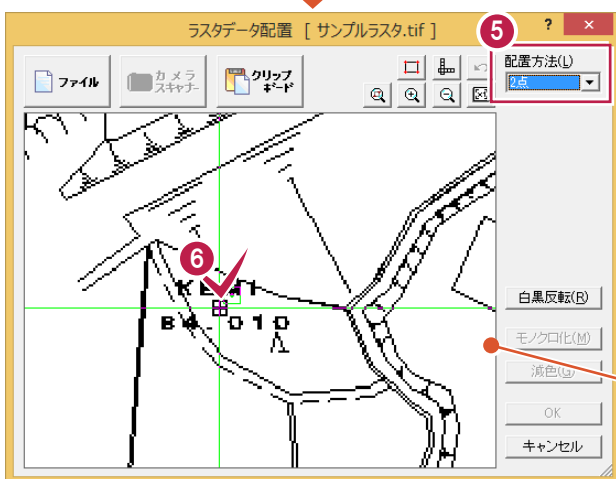 ラスタデータ配置 [ サンプルラスタ.tif ]
?
×
5
ファイル
カメラ
スキャナー
クリップ
ボード
配置方法(L)
2点
6
84. 010
白黒反転(R)
モノクロ化(M)
減色(G)
OK
キャンセル